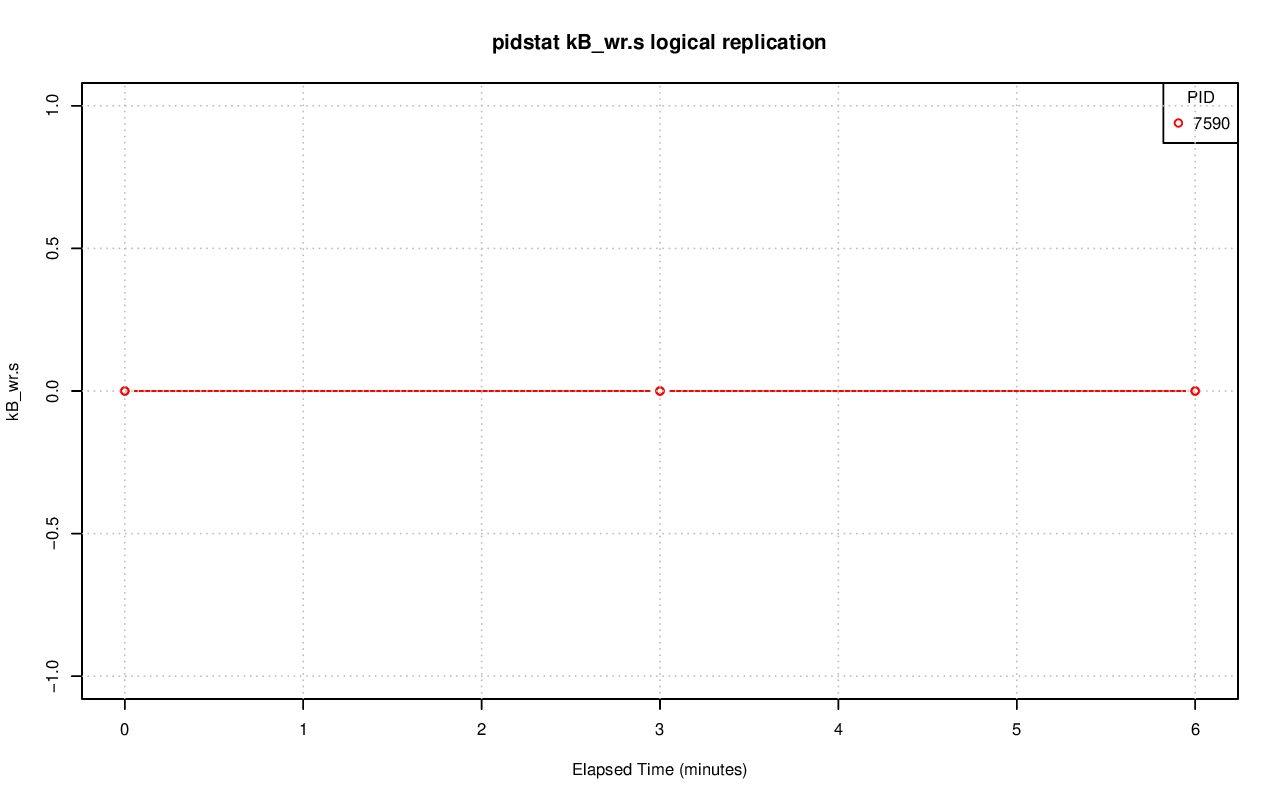 pidstat kB_wr.s logical replication
PID
7590
1.0
0.5
0.0
−0.5
−1.0
kB_wr.s
0 1 2 3 4 5 6
Elapsed Time (minutes)